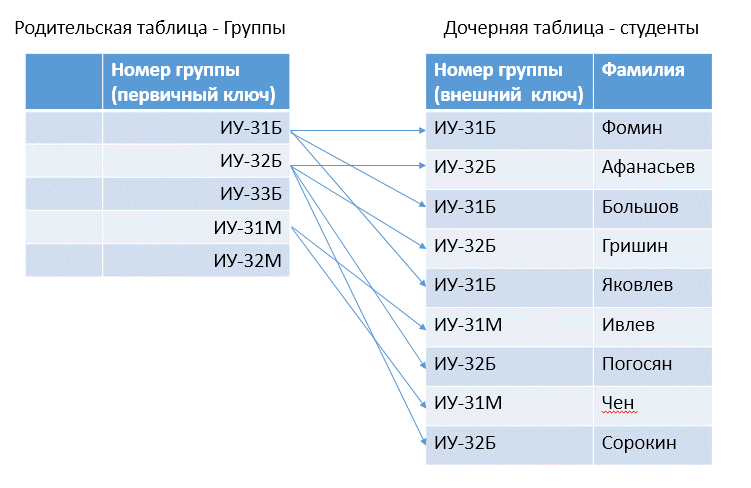 Родительская таблица - Группы
Номер группы
(первичный ключ)
ИУ-31Б
ИУ-32Б
ИУ-33Б
ИУ-31М
ИУ-32М
Дочерняя таблица - студенты
Номер группы
(внешний ключ)
Фамилия
ИУ-31Б Фомин
ИУ-32Б Афанасьев
ИУ-31Б Большов
ИУ-32Б Гришин
ИУ-31Б Яковлев
ИУ-31М Ивлев
ИУ-32Б Погосян
ИУ-31М Чен
ИУ-32Б Сорокин